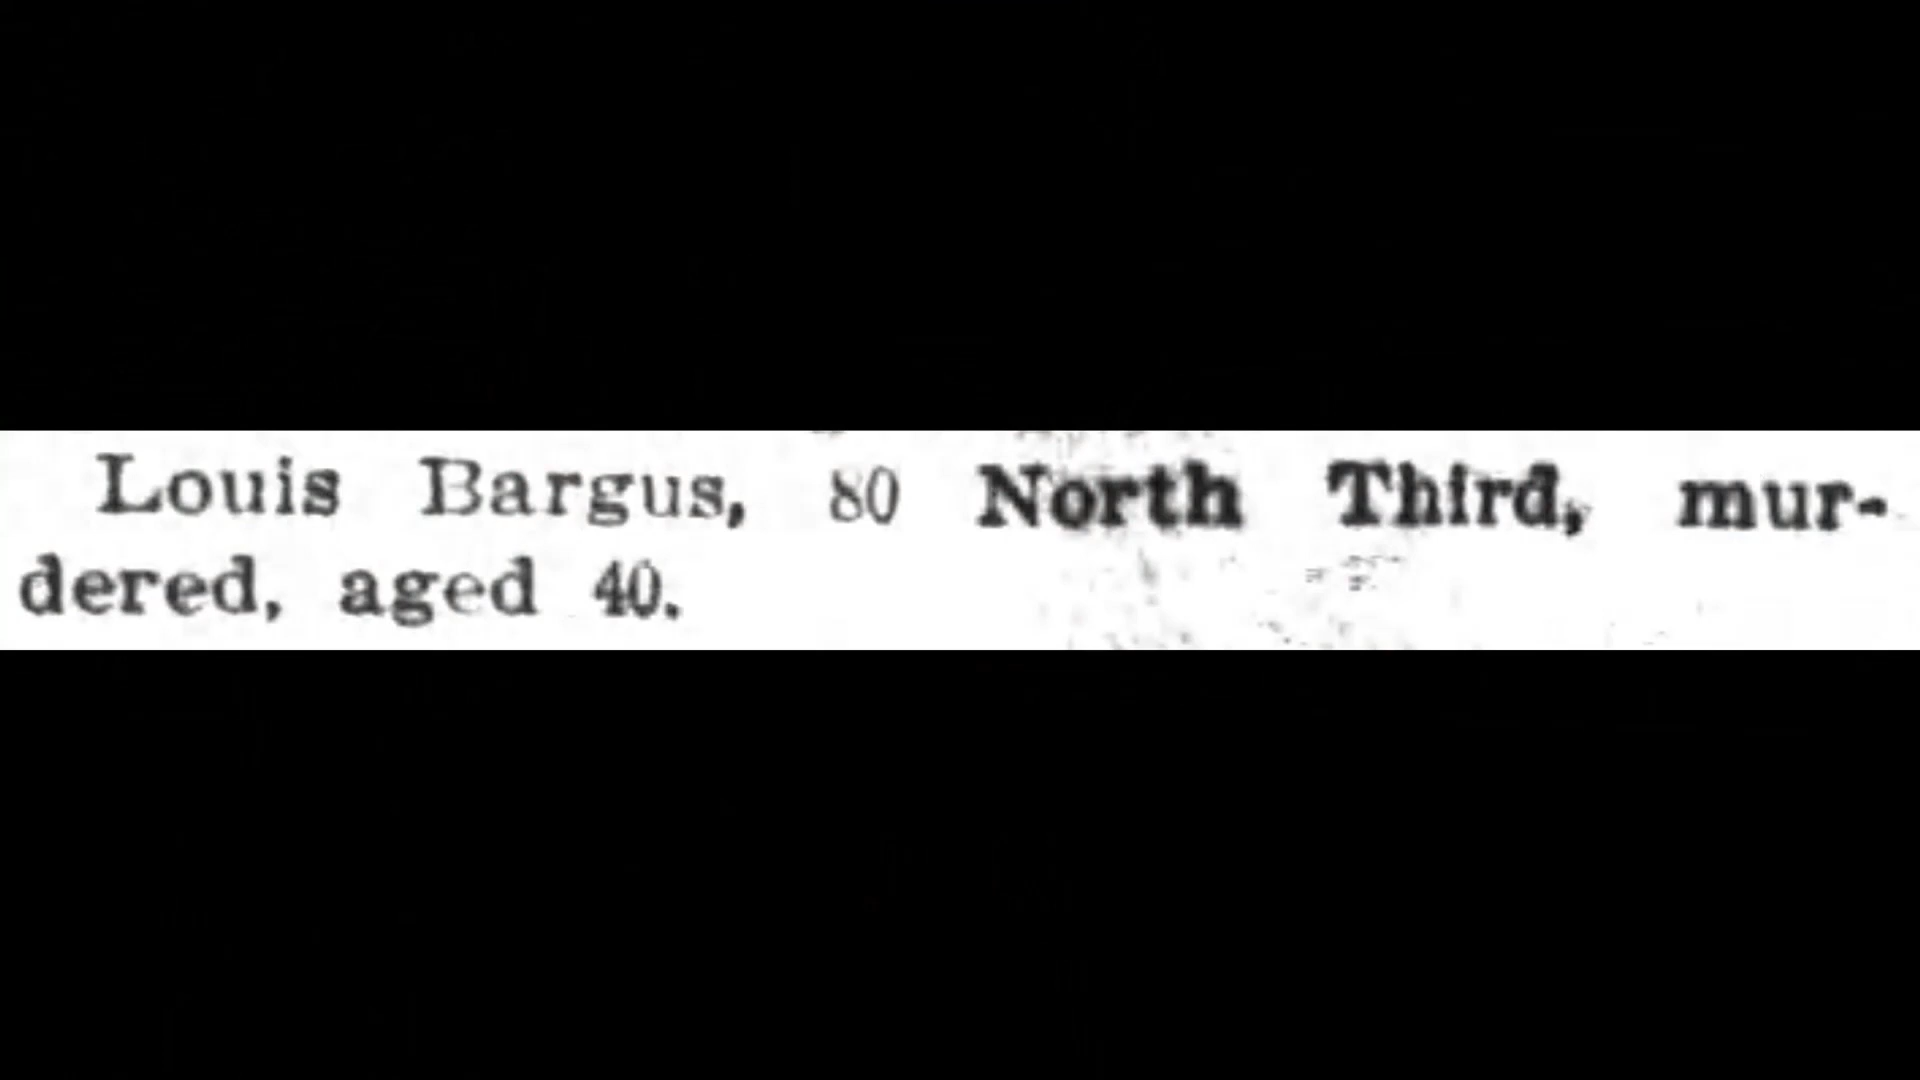 Louis Bargus, 80 North Third, mur-
dered, aged 40.